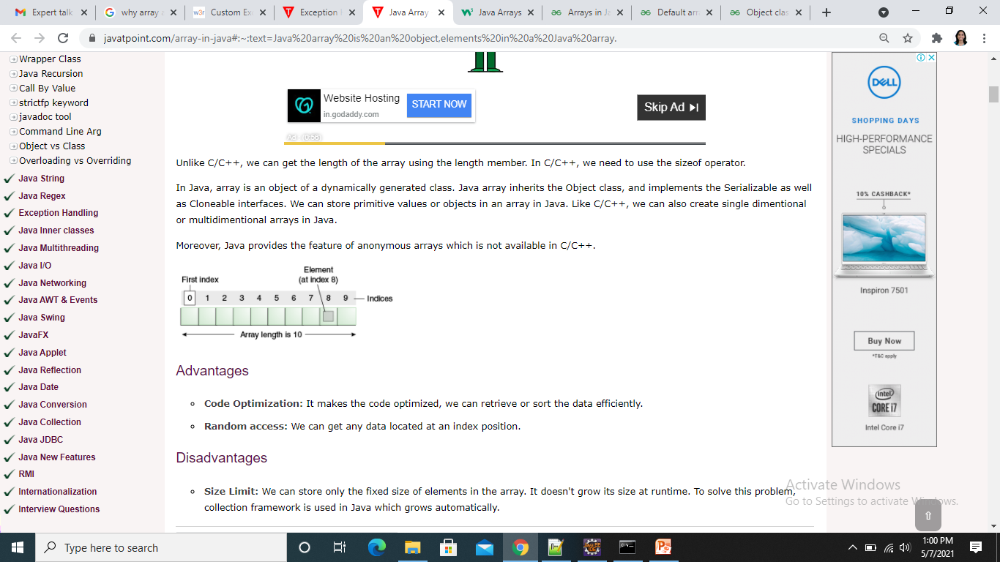 Expert talk
why array a
Custom Ex
Exception H
Java Array
Java Arrays
Arrays in Ja
Default arr
Object clas
javatpoint.com/array-in-java#:~:text=Java%20array%20is%20an%20object,elements%20in%20a%20Java%20array.
Wrapper Class
Java Recursion
Call By Value
strictfp keyword
javadoc tool
Command Line Arg
Object vs Class
Overloading vs Overriding
Java String
Java Regex
Exception Handling
Java Inner classes
Java Multithreading
Java I/O
Java Networking
Java AWT & Events
Java Swing
JavaFX
Java Applet
Java Reflection
Java Date
Java Conversion
Java Collection
Java JDBC
Java New Features
RMI
Internationalization
Interview Questions
Website Hosting
in.godaddy.com
START NOW
Skip Ad
Ad - (0:56)
Unlike C/C++, we can get the length of the array using the length member. In C/C++, we need to use the sizeof operator.
In Java, array is an object of a dynamically generated class. Java array inherits the Object class, and implements the Serializable as well
as Cloneable interfaces. We can store primitive values or objects in an array in Java. Like C/C++, we can also create single dimentional
or multidimentional arrays in Java.
Moreover, Java provides the feature of anonymous arrays which is not available in C/C++.
First index
Element
(at index 8)
0 1 2 3 4 5 6 7 8 9 Indices
Array length is 10
Advantages
Code Optimization: It makes the code optimized, we can retrieve or sort the data efficiently.
Random access: We can get any data located at an index position.
Disadvantages
Size Limit: We can store only the fixed size of elements in the array. It doesn't grow its size at runtime. To solve this problem,
collection framework is used in Java which grows automatically.
DELL
SHOPPING DAYS
HIGH-PERFORMANCE
SPECIALS
10% CASHBACK*
Inspiron 7501
Buy Now
*T&C apply
intel
CORE i7
Intel Core i7
Activate Windows
Go to Settings to activate Windows.
Type here to search
1:00 PM
5/7/2021